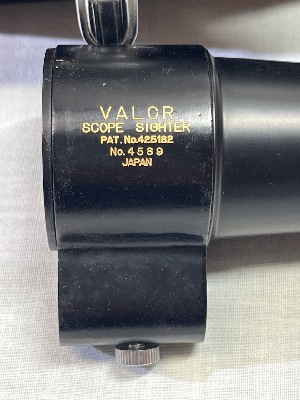 VALOR
SCOPE SIGHTER
PAT. No.425182
No. 4589
JAPAN